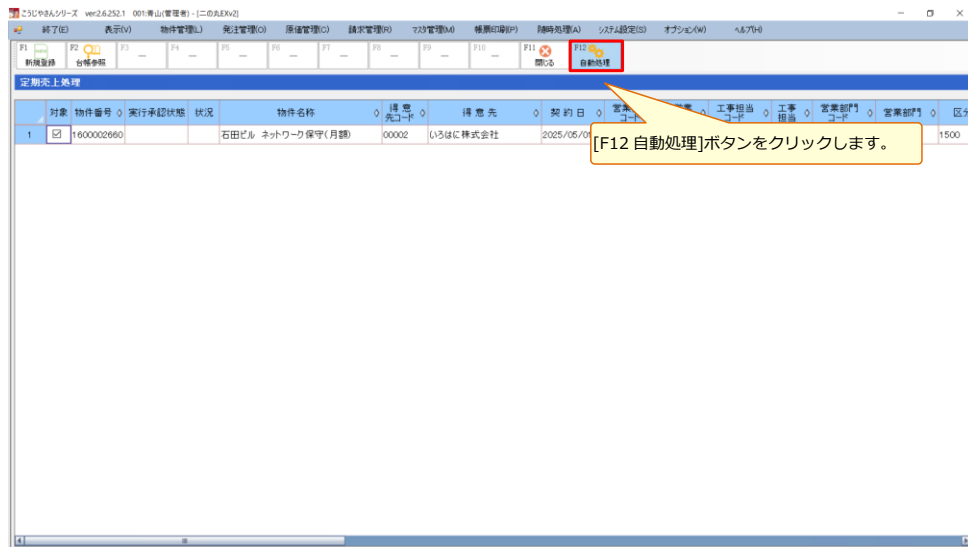 こうじやさんシリーズ ver.2.6.252.1 001:青山(管理者) - [二の丸EXv2]
終了(E) 表示(V) 物件管理(L) 発注管理(O) 原価管理(C) 請求管理(R) マスタ管理(M) 帳票印刷(P) 随時処理(A) システム設定(S) オプション(W) ヘルプ(H)
F1 F2 F3 F4 F5 F6 F7 F8 F9 F10 F11 F12
新規登録 台帳参照 閉じる 自動処理
定期売上処理
対象 物件番号 実行承認状態 状況 物件名称 得意先コード 得意先 契約日 工事担当コード 工事担当 営業部門コード 営業部門 区分
1 1600002660 石田ビル ネットワーク保守(月額) 00002 いろはに株式会社 2025/05/0 1500
[F12 自動処理]ボタンをクリックします。